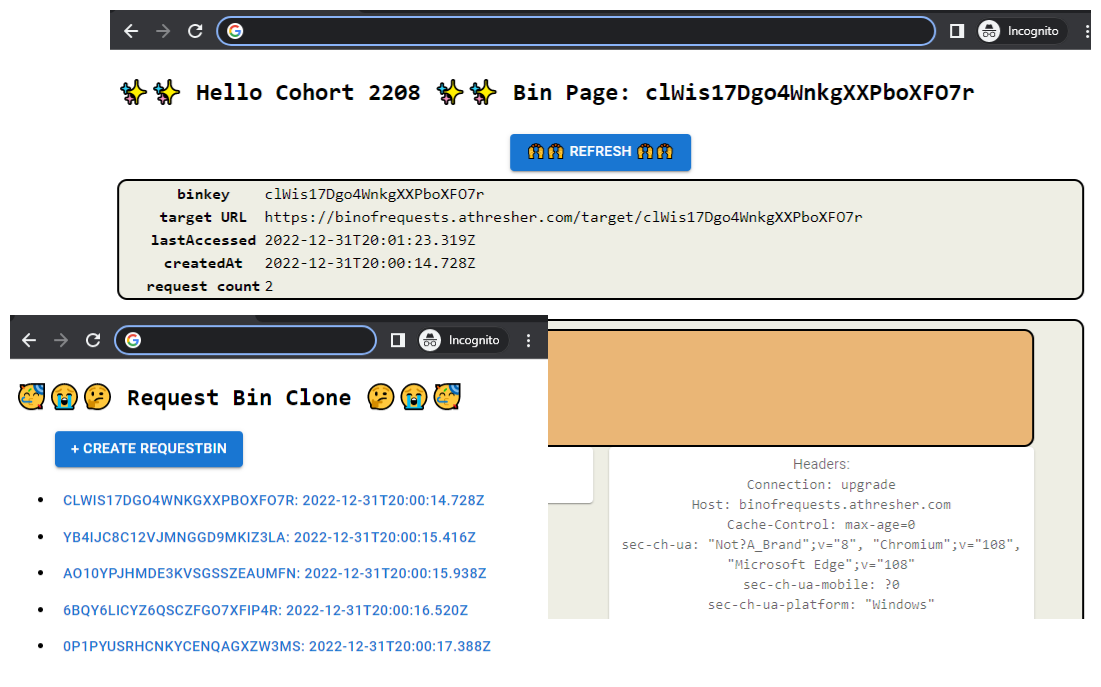 Incognito
Hello Cohort 2208 Bin Page: clWis17Dgo4WnkgXXPboXFO7r
REFRESH
binkey clWis17Dgo4WnkgXXPboXFO7r
target URL https://binofrequests.athresher.com/target/clWis17Dgo4WnkgXXPboXFO7r
lastAccessed 2022-12-31T20:01:23.319Z
createdAt 2022-12-31T20:00:14.728Z
request count 2
Incognito
Request Bin Clone
+ CREATE REQUESTBIN
CLWIS17DGO4WNKGXXPBOXFO7R: 2022-12-31T20:00:14.728Z
YB4IJC8C12VJMNGGD9MKIZ3LA: 2022-12-31T20:00:15.416Z
AO10YPJHMDE3KVSGSSZEAUMFN: 2022-12-31T20:00:15.938Z
6BQY6LICYZ6QSCZFGO7XFIP4R: 2022-12-31T20:00:16.520Z
0P1PYUSRHCNKYCENQAGXZW3MS: 2022-12-31T20:00:17.388Z
Headers:
Connection: upgrade
Host: binofrequests.athresher.com
Cache-Control: max-age=0
sec-ch-ua: "Not?A_Brand";v="8", "Chromium";v="108",
"Microsoft Edge";v="108"
sec-ch-ua-mobile: ?0
sec-ch-ua-platform: "Windows"